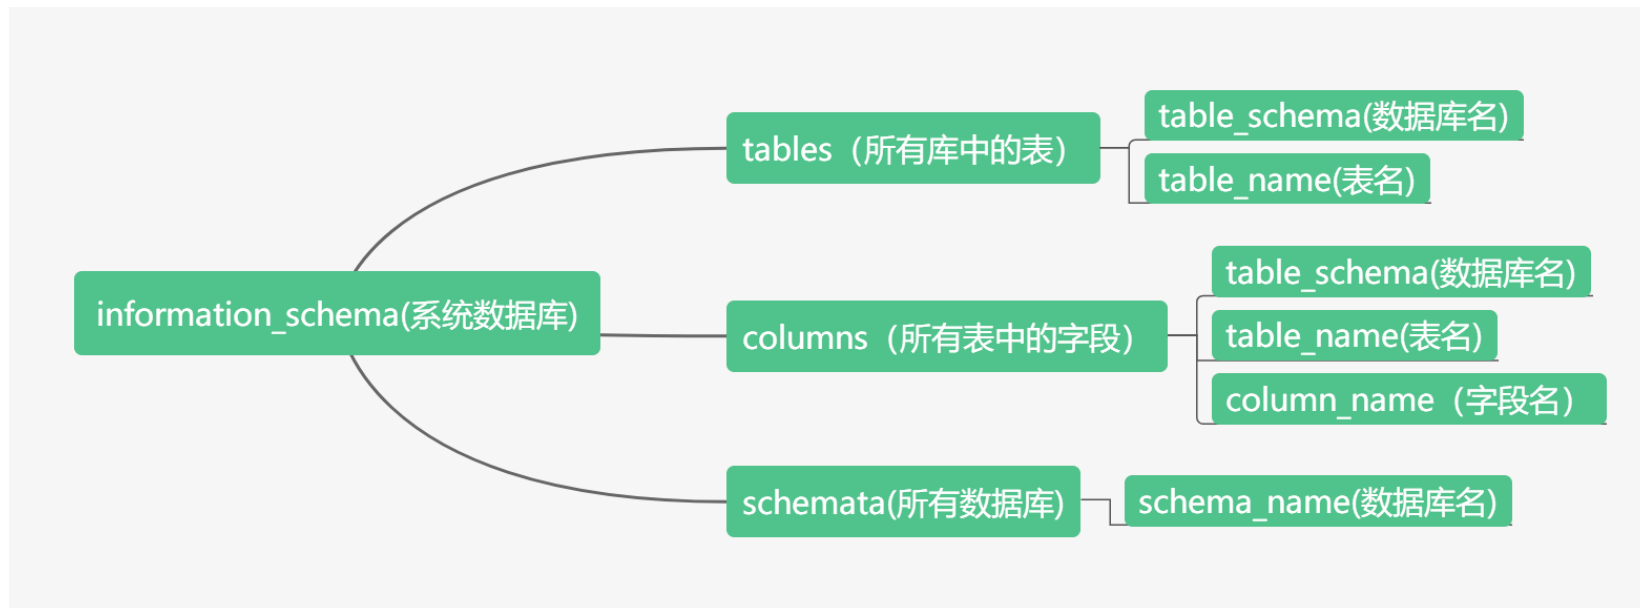 information_schema(系统数据库)
tables（所有库中的表）
table_schema(数据库名)
table_name(表名)
columns（所有表中的字段）
table_schema(数据库名)
table_name(表名)
column_name（字段名）
schemata(所有数据库)
schema_name(数据库名)